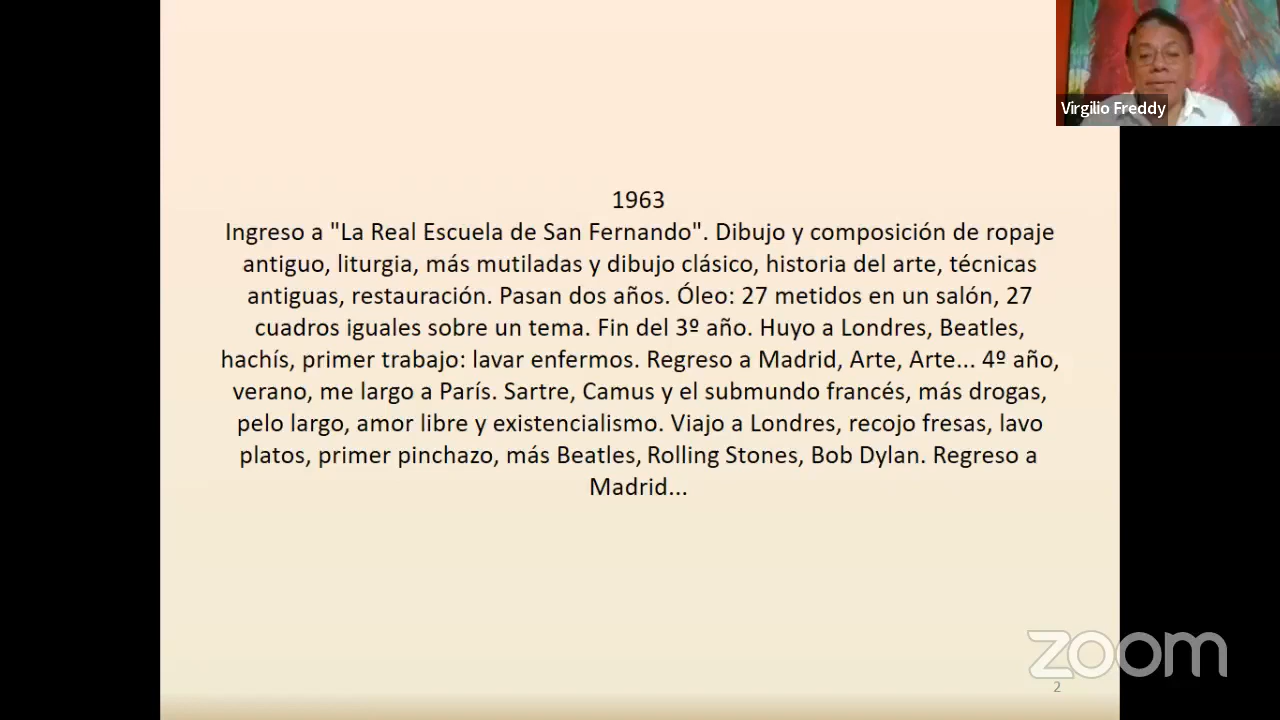 Virgilio Freddy
1963
Ingreso a "La Real Escuela de San Fernando". Dibujo y composición de ropaje
antiguo, liturgia, más mutiladas y dibujo clásico, historia del arte, técnicas
antiguas, restauración. Pasan dos años. Óleo: 27 metidos en un salón, 27
cuadros iguales sobre un tema. Fin del 3º año. Huyo a Londres, Beatles,
hachís, primer trabajo: lavar enfermos. Regreso a Madrid, Arte, Arte... 4º año,
verano, me largo a París. Sartre, Camus y el submundo francés, más drogas,
pelo largo, amor libre y existencialismo. Viajo a Londres, recojo fresas, lavo
platos, primer pinchazo, más Beatles, Rolling Stones, Bob Dylan. Regreso a
Madrid...
zoom
2